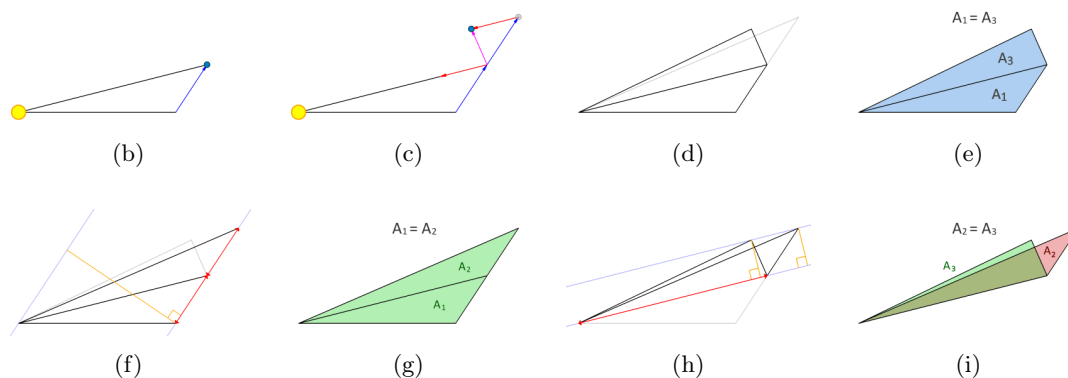 A₁ = A₃
A₃
A₁
(b) (c) (d) (e)
A₁ = A₂
A₂
A₁
A₂ = A₃
A₃
A₂
(f) (g) (h) (i)